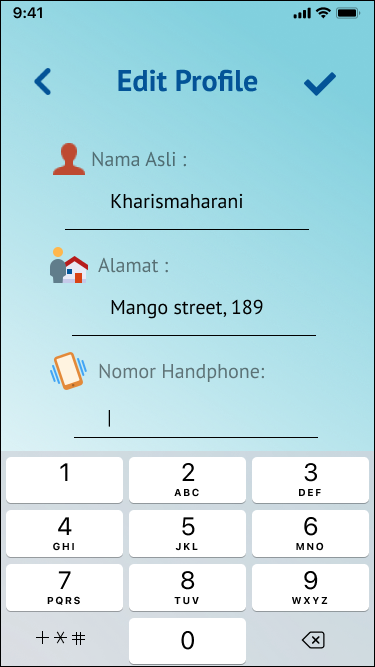 9:41
Edit Profile
Nama Asli :
Kharismaharani
Alamat :
Mango street, 189
Nomor Handphone:
1 2 3
ABC DEF
4 5 6
GHI JKL MNO
7 8 9
PQRS TUV WXYZ
+ * # 0